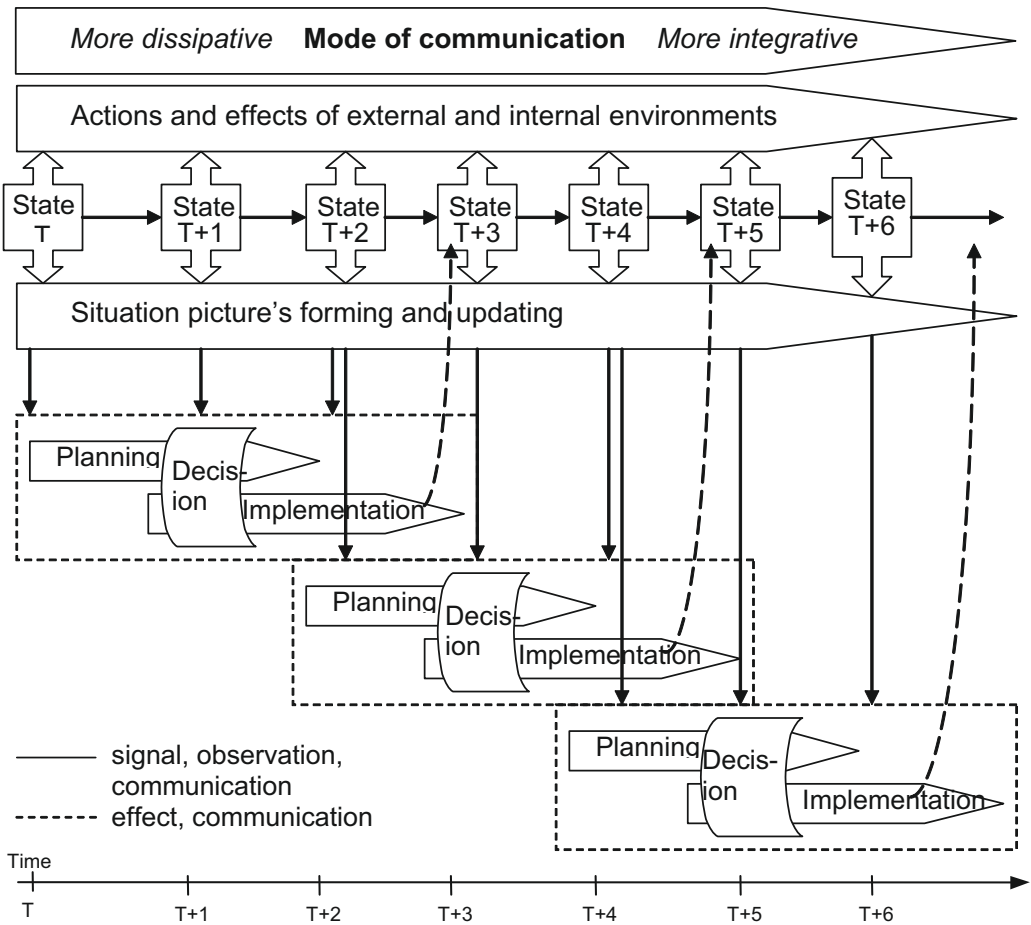 More dissipative Mode of communication More integrative
Actions and effects of external and internal environments
State
T
State
T+1
State
T+2
State
T+3
State
T+4
State
T+5
State
T+6
Situation picture's forming and updating
Planning
Decis-
ion
Implementation
Planning
Decis-
ion
Implementation
Planning
Decis-
ion
Implementation
signal, observation,
communication
effect, communication
Time
T
T+1
T+2
T+3
T+4
T+5
T+6